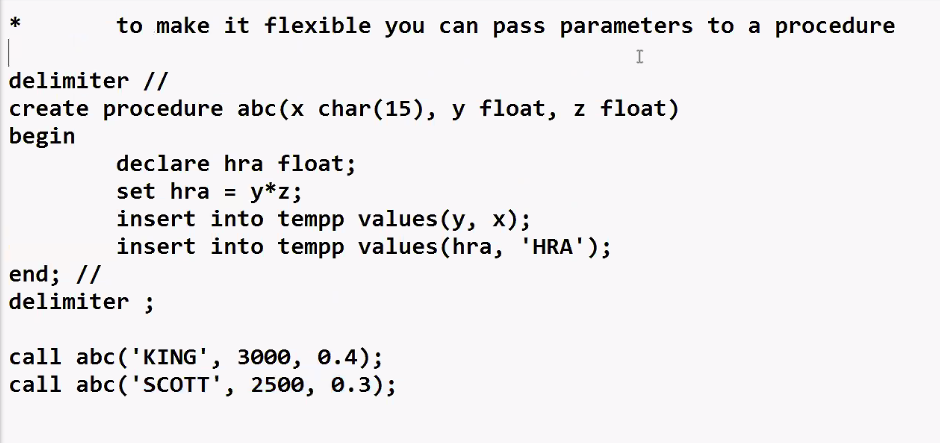 * to make it flexible you can pass parameters to a procedure
delimiter //
create procedure abc(x char(15), y float, z float)
begin
declare hra float;
set hra = y*z;
insert into tempp values(y, x);
insert into tempp values(hra, 'HRA');
end; //
delimiter ;
call abc('KING', 3000, 0.4);
call abc('SCOTT', 2500, 0.3);